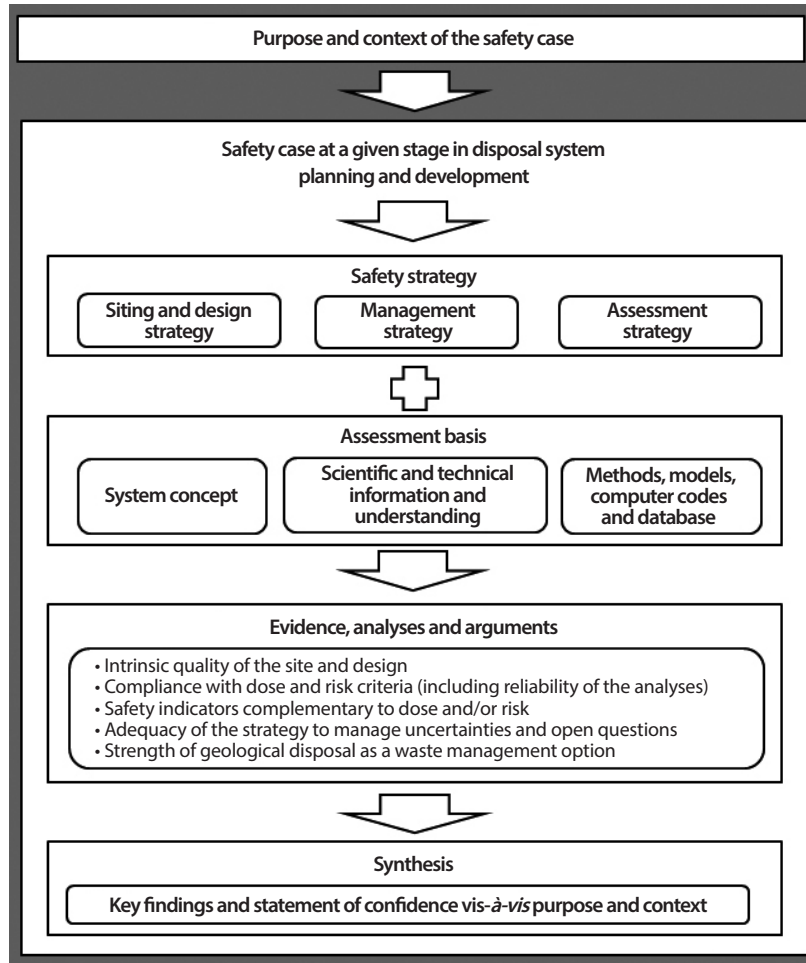 Purpose and context of the safety case
Safety case at a given stage in disposal system
planning and development
Safety strategy
Siting and design
strategy
Management
strategy
Assessment
strategy
Assessment basis
System concept
Scientific and technical
information and
understanding
Methods, models,
computer codes
and database
Evidence, analyses and arguments
• Intrinsic quality of the site and design
• Compliance with dose and risk criteria (including reliability of the analyses)
• Safety indicators complementary to dose and/or risk
• Adequacy of the strategy to manage uncertainties and open questions
• Strength of geological disposal as a waste management option
Synthesis
Key findings and statement of confidence vis-à-vis purpose and context